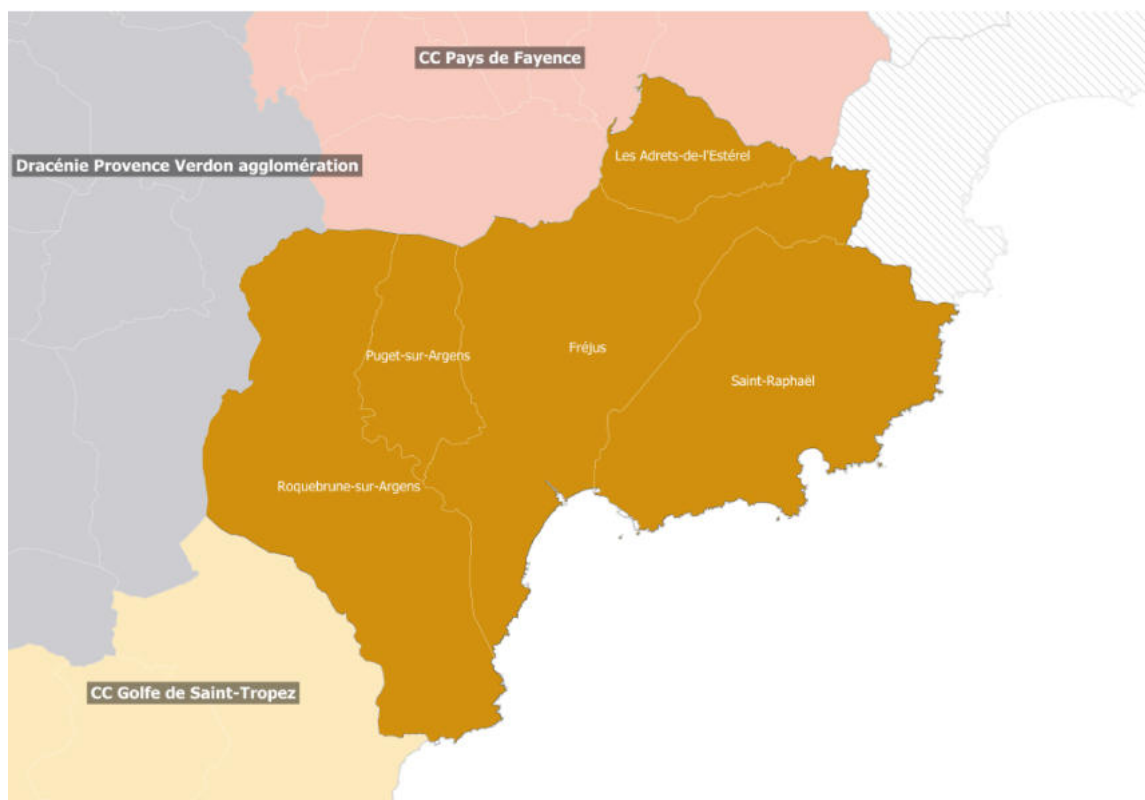 CC Pays de Fayence
Les Adrets-de-l'Estérel
Dracénie Provence Verdon agglomération
Fréjus
Puget-sur-Argens
Saint-Raphaël
Roquebrune-sur-Argens
CC Golfe de Saint-Tropez